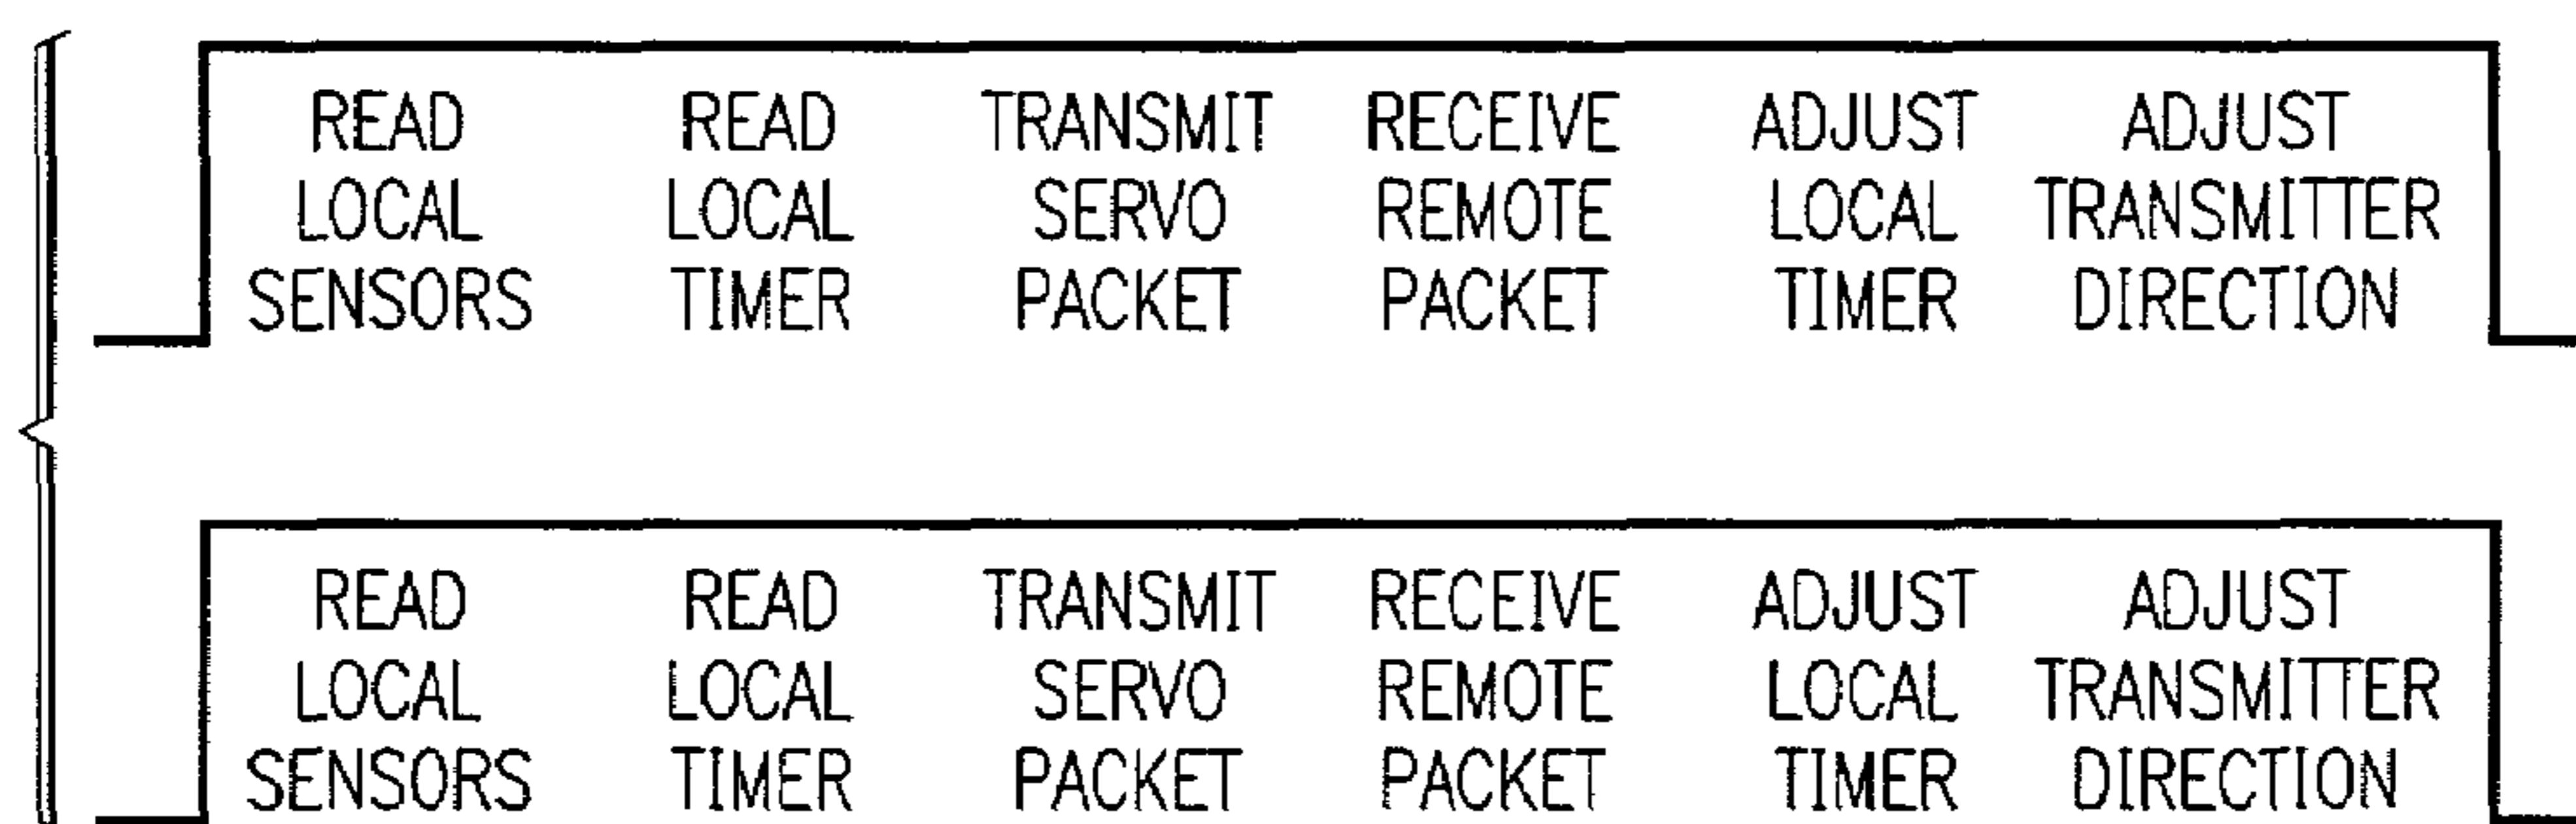 READ READ TRANSMIT RECEIVE ADJUST ADJUST
LOCAL LOCAL SERVO REMOTE LOCAL TRANSMITTER
SENSORS TIMER PACKET PACKET TIMER DIRECTION
READ READ TRANSMIT RECEIVE ADJUST ADJUST
LOCAL LOCAL SERVO REMOTE LOCAL TRANSMITTER
SENSORS TIMER PACKET PACKET TIMER DIRECTION